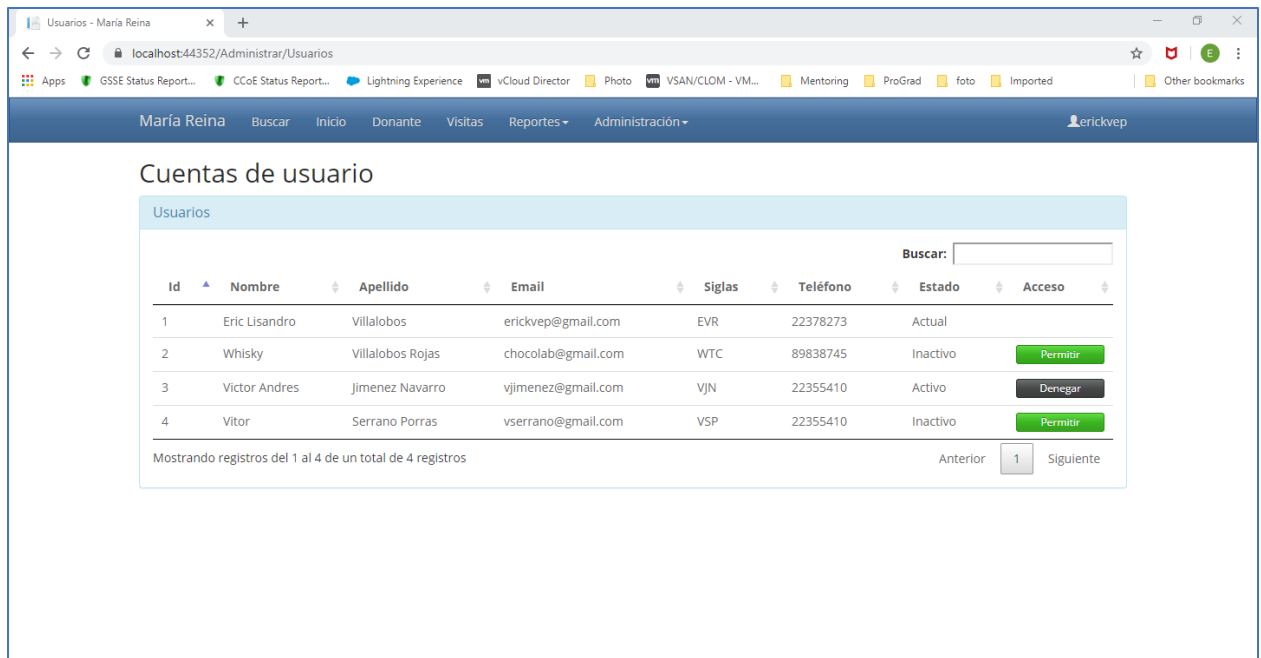 Usuarios - María Reina
localhost:44352/Administrar/Usuarios
E
Apps GSSE Status Report... CCoE Status Report... Lightning Experience vm vCloud Director Photo vm VSAN/CLOM - VM... Mentoring ProGrad foto Imported Other bookmarks
María Reina Buscar Inicio Donante Visitas Reportes Administración erickvep
Cuentas de usuario
Usuarios
Buscar:
Id Nombre Apellido Email Siglas Teléfono Estado Acceso
1 Eric Lisandro Villalobos erickvep@gmail.com EVR 22378273 Actual
2 Whisky Villalobos Rojas chocolab@gmail.com WTC 89838745 Inactivo Permitir
3 Victor Andres Jimenez Navarro vjimenez@gmail.com VJN 22355410 Activo Denegar
4 Vitor Serrano Porras vserrano@gmail.com VSP 22355410 Inactivo Permitir
Mostrando registros del 1 al 4 de un total de 4 registros Anterior 1 Siguiente